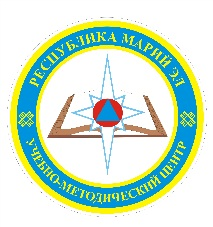 РЕСПУБЛИКА МАРИЙ ЭЛ
УЧЕБНО-МЕТОДИЧЕСКИЙ ЦЕНТР